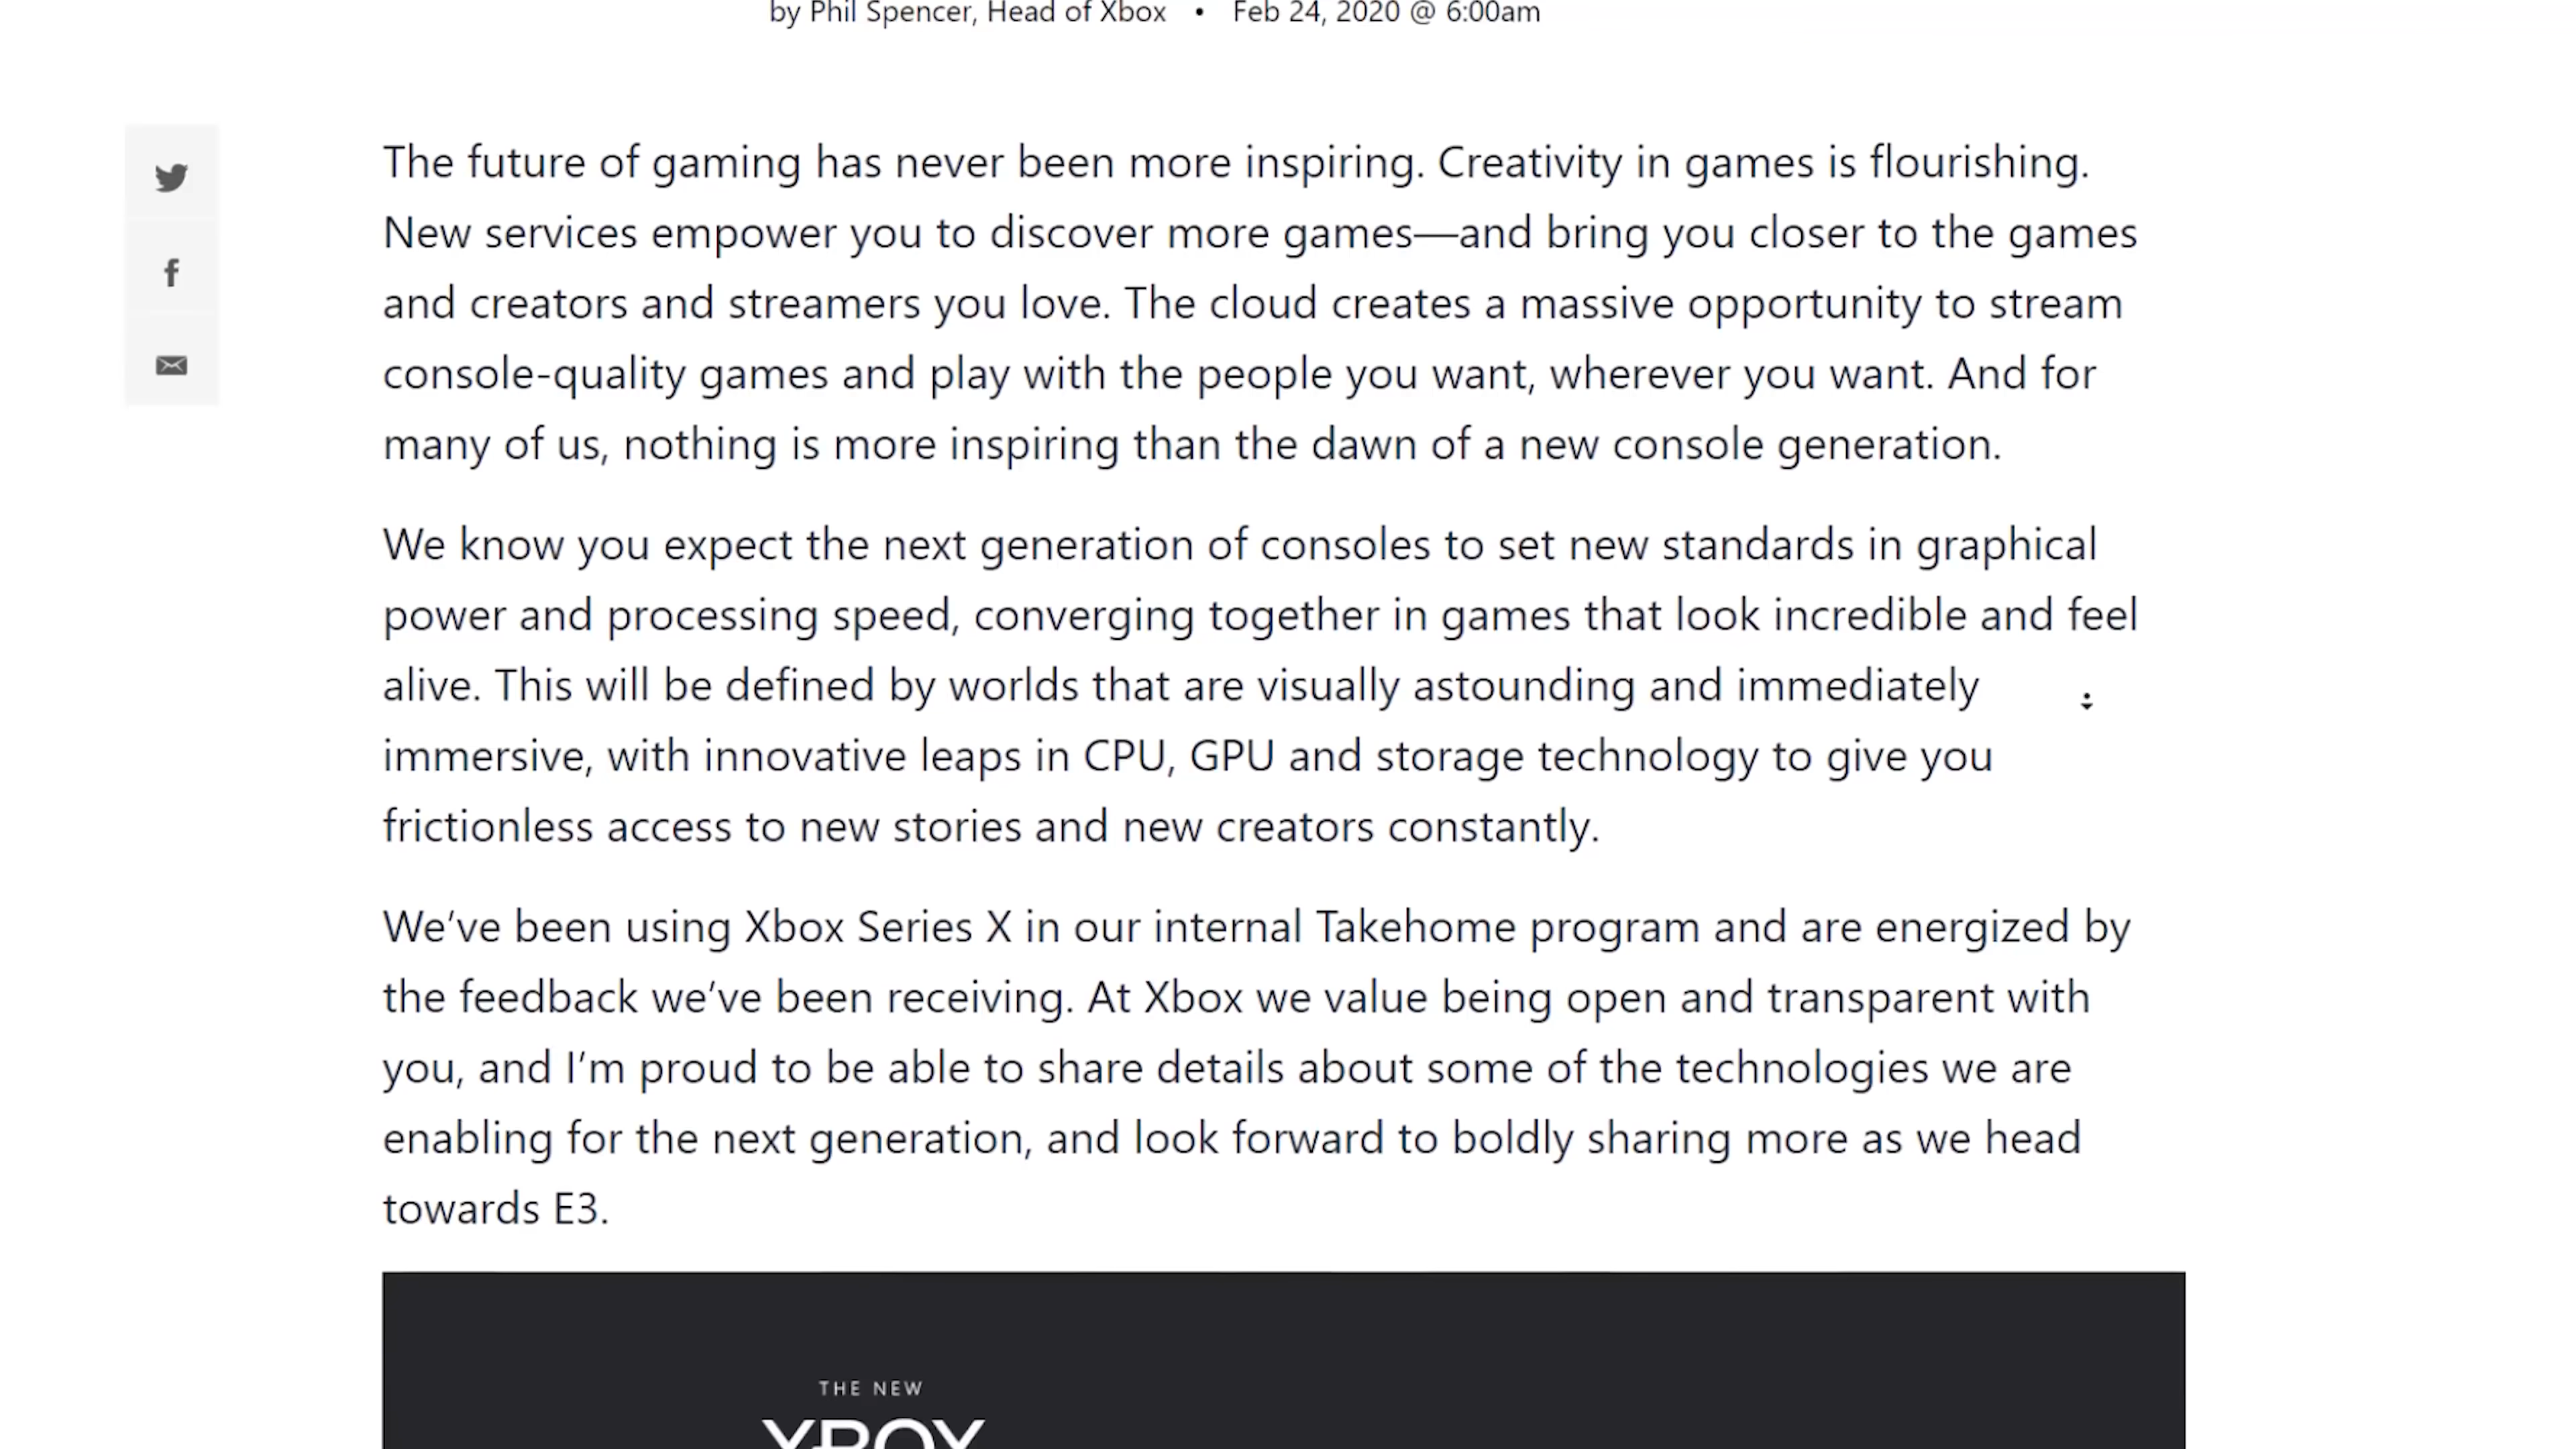 by Phil Spencer, Head of Xbox • Feb 24, 2020 @ 6:00am
The future of gaming has never been more inspiring. Creativity in games is flourishing.
New services empower you to discover more games—and bring you closer to the games
and creators and streamers you love. The cloud creates a massive opportunity to stream
console-quality games and play with the people you want, wherever you want. And for
many of us, nothing is more inspiring than the dawn of a new console generation.
We know you expect the next generation of consoles to set new standards in graphical
power and processing speed, converging together in games that look incredible and feel
alive. This will be defined by worlds that are visually astounding and immediately
immersive, with innovative leaps in CPU, GPU and storage technology to give you
frictionless access to new stories and new creators constantly.
We’ve been using Xbox Series X in our internal Takehome program and are energized by
the feedback we’ve been receiving. At Xbox we value being open and transparent with
you, and I’m proud to be able to share details about some of the technologies we are
enabling for the next generation, and look forward to boldly sharing more as we head
towards E3.
THE NEW
XBOX